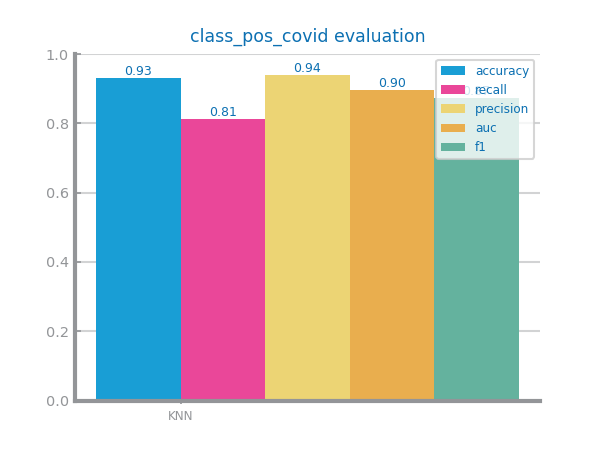 class_pos_covid evaluation
1.0
0.8
0.6
0.4
0.2
0.0
0.93
0.81
0.94
0.90
accuracy
recall
precision
auc
f1
KNN